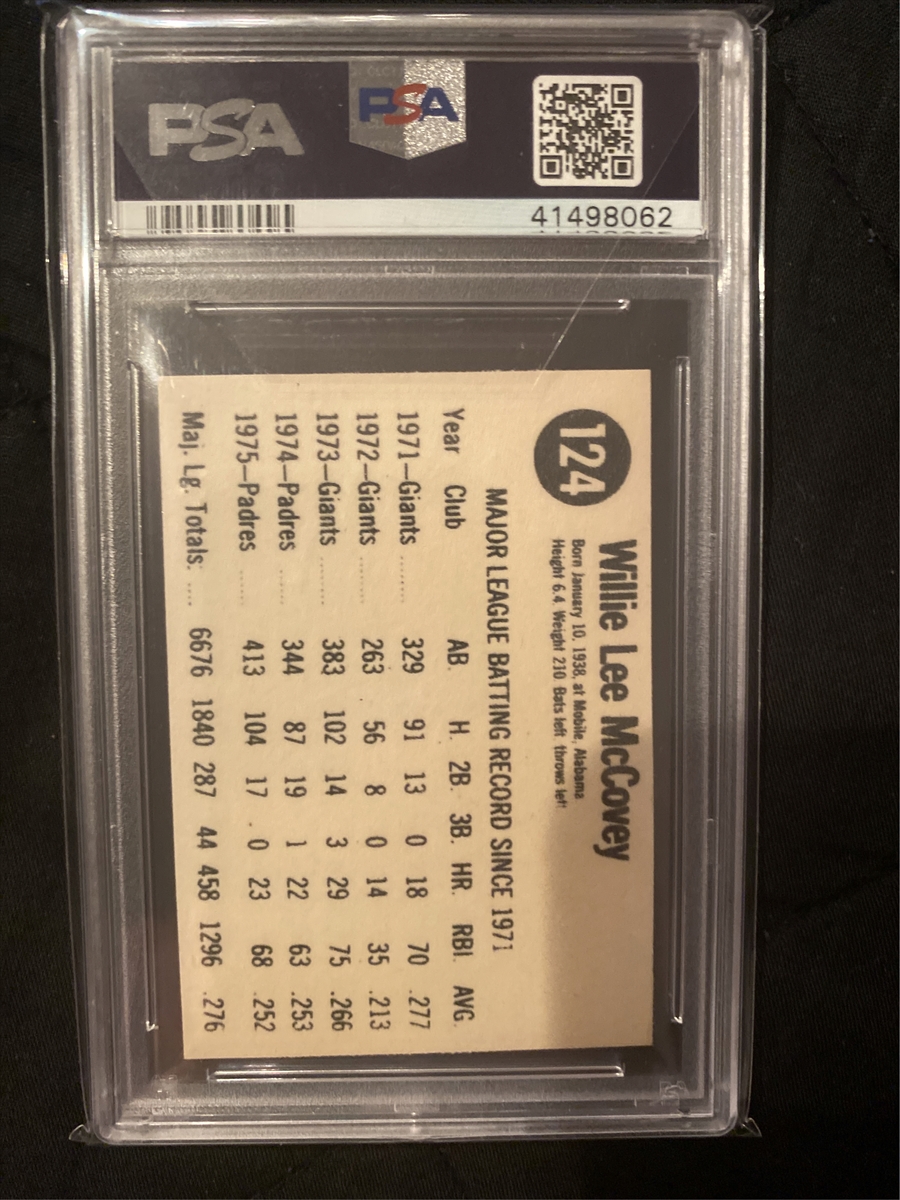 PSA
PSA
41498062
124
Willie Lee McCovey
Born January 10, 1938, at Mobile, Alabama
Height 6.4 Weight 210 Bats left throws left
MAJOR LEAGUE BATTING RECORD SINCE 1971
Year Club AB. H. 2B. 3B. HR. RBI. AVG.
1971—Giants ........ 329 91 13 0 18 70 .277
1972—Giants ........ 263 56 8 0 14 35 .213
1973—Giants ........ 383 102 14 3 29 75 .266
1974—Padres ...... 344 87 19 1 22 63 .253
1975—Padres ...... 413 104 17 0 23 68 .252
Maj. Lg. Totals: ..... 6676 1840 287 44 458 1296 .276